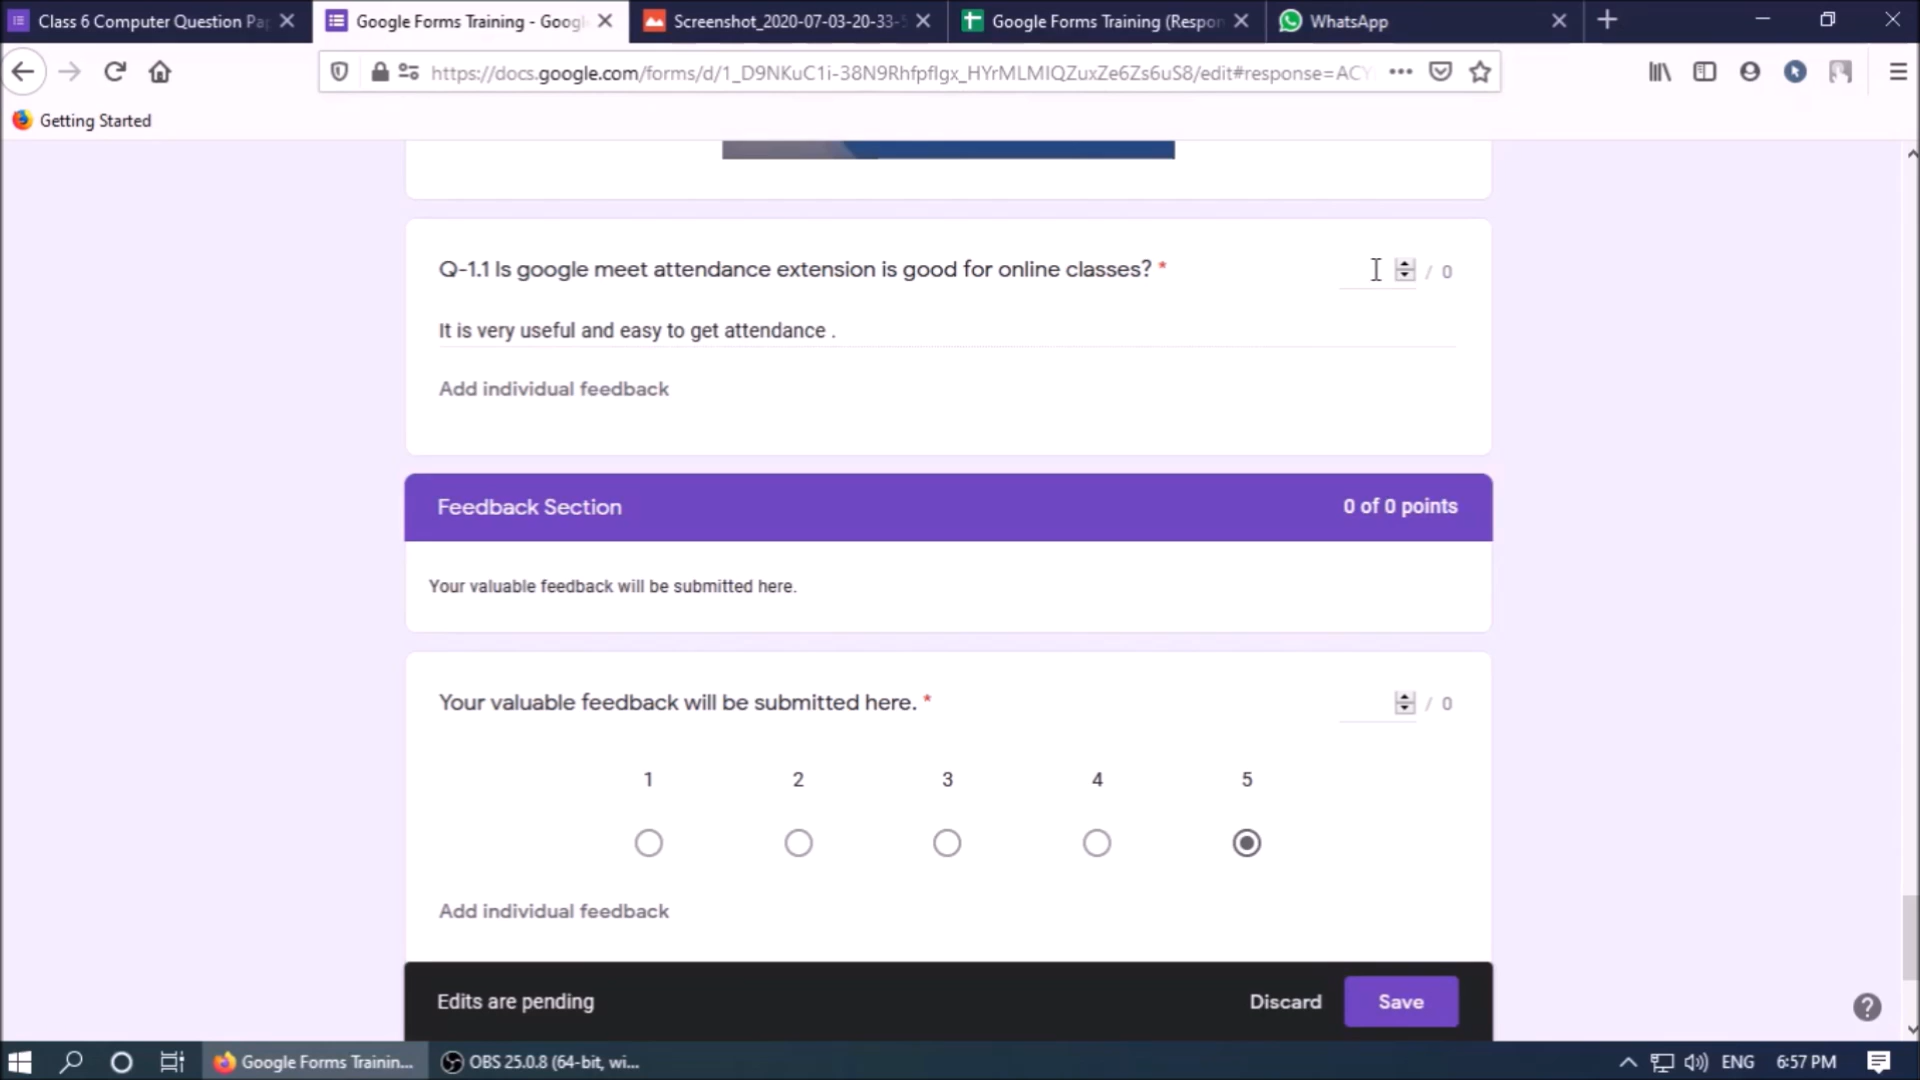 Class 6 Computer Question Pa
Google Forms Training - Googl
Screenshot_2020-07-03-20-33-5
Google Forms Training (Respon
WhatsApp
https://docs.google.com/forms/d/1_D9NKuC1i-38N9RhfpfIgx_HYrMLMIQZuxZe6Zs6uS8/edit#response=ACY
Getting Started
Q-1.1 Is google meet attendance extension is good for online classes? *
/ 0
It is very useful and easy to get attendance .
Add individual feedback
Feedback Section
0 of 0 points
Your valuable feedback will be submitted here.
Your valuable feedback will be submitted here. *
/ 0
1 2 3 4 5
Add individual feedback
Edits are pending
Discard
Save
Google Forms Trainin...
OBS 25.0.8 (64-bit, wi...
ENG
6:57 PM